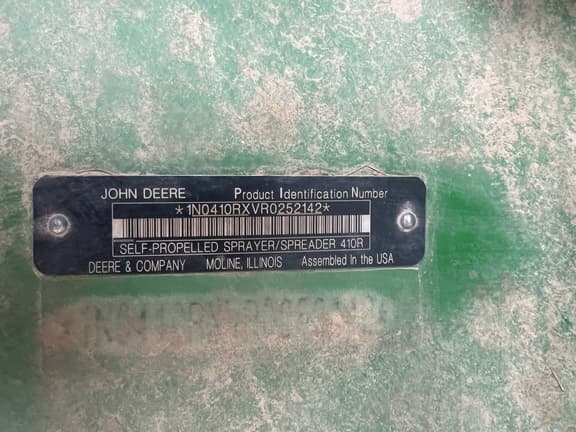 JOHN DEERE Product Identification Number
*1N0410RXVR0252142*
SELF-PROPELLED SPRAYER/SPREADER 410R
DEERE & COMPANY MOLINE, ILLINOIS Assembled In the USA